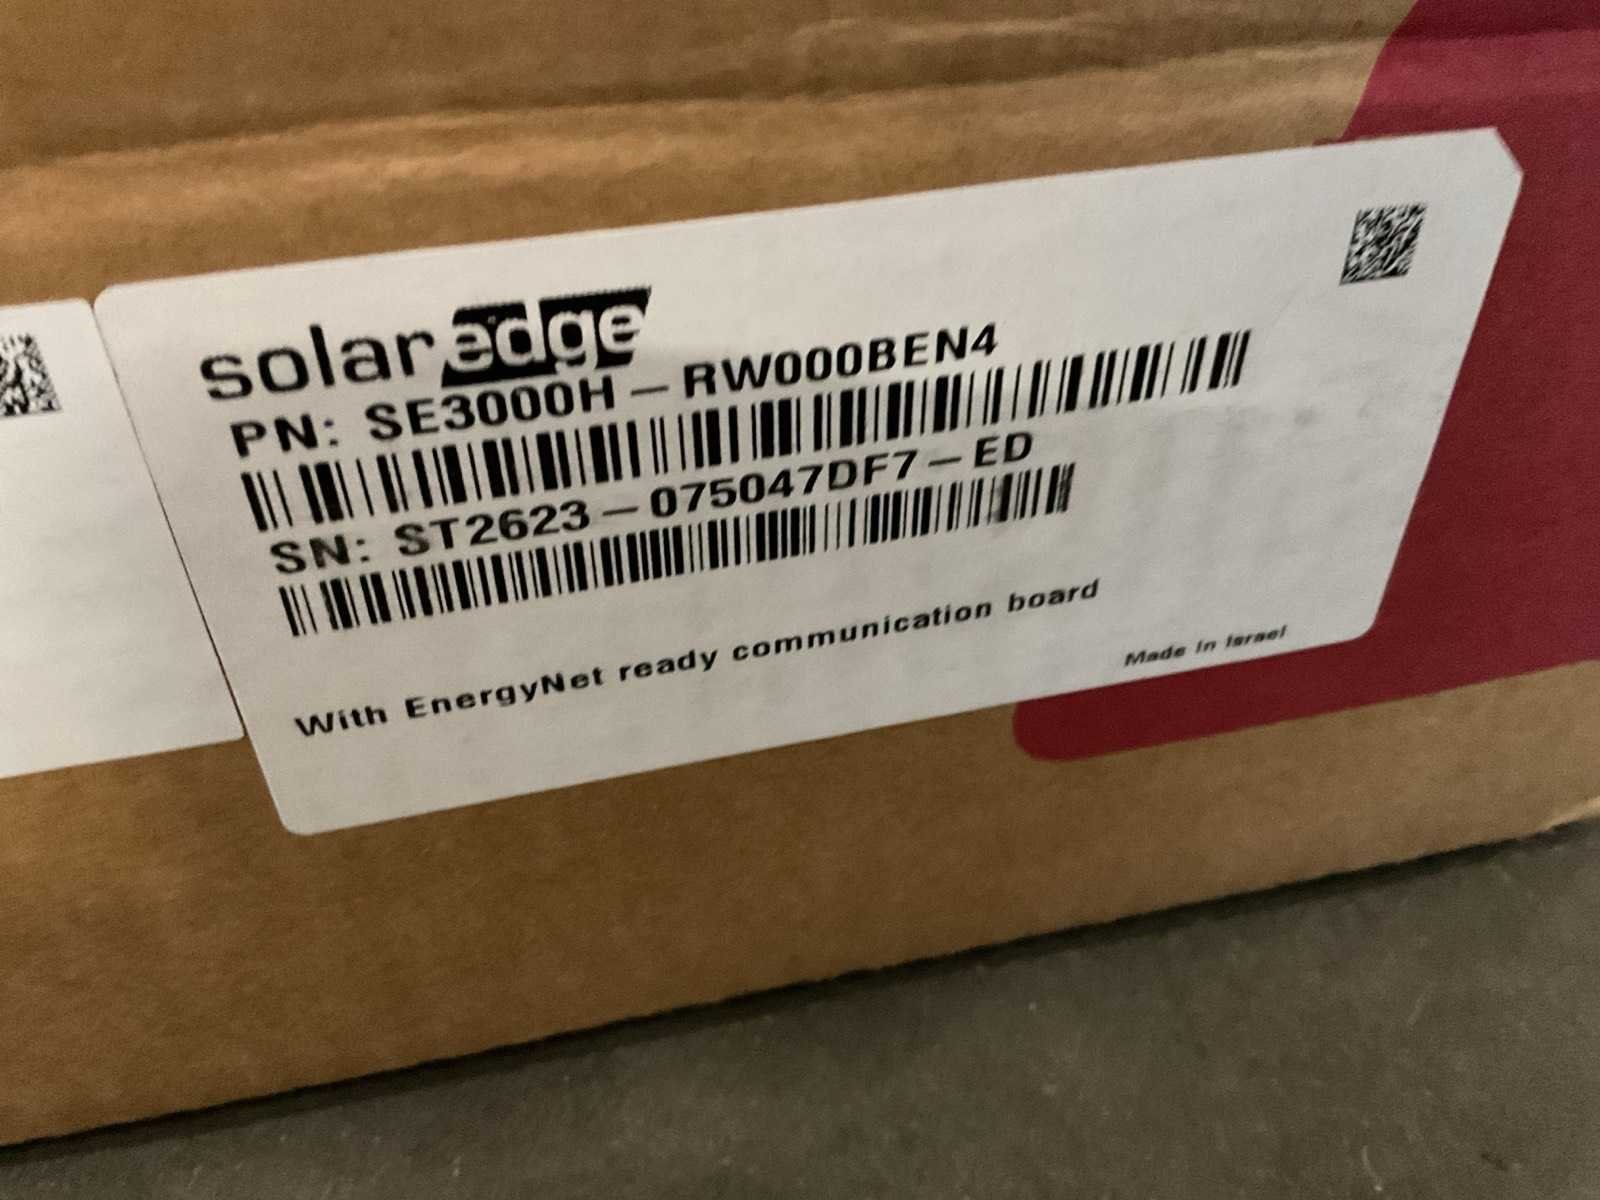 solaredge
PN: SE3000H-RW000BEN4
SN: ST2623-075047DF7-ED
With EnergyNet ready communication board
Made in Israel